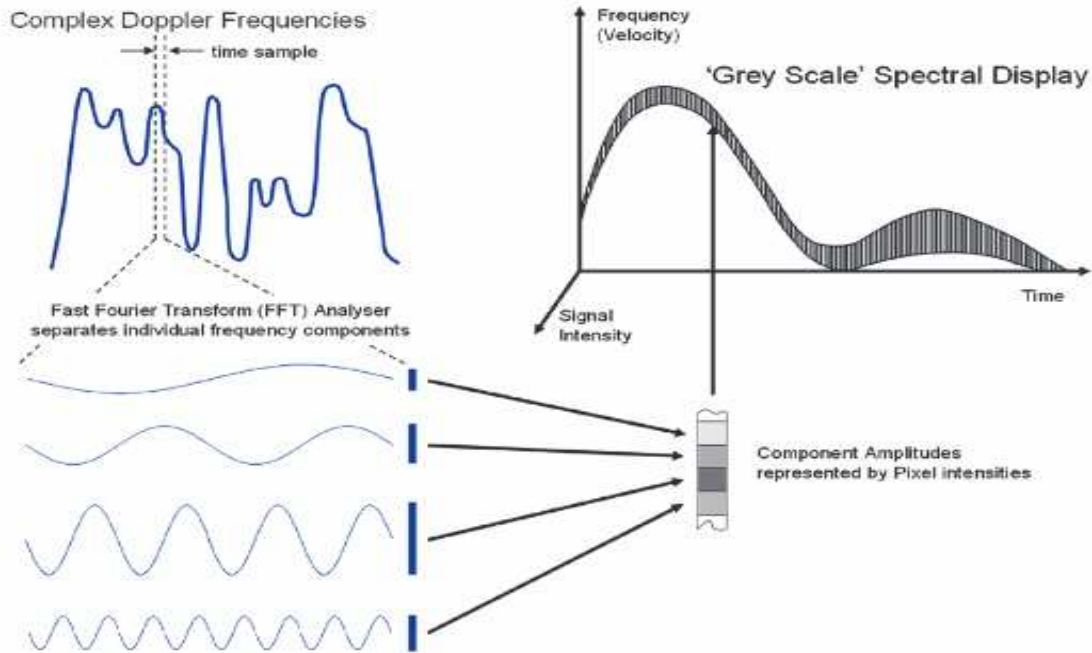 Complex Doppler Frequencies
time sample
Fast Fourier Transform (FFT) Analyser
separates individual frequency components
Frequency
(Velocity)
'Grey Scale' Spectral Display
Time
Signal
Intensity
Component Amplitudes
represented by Pixel intensities